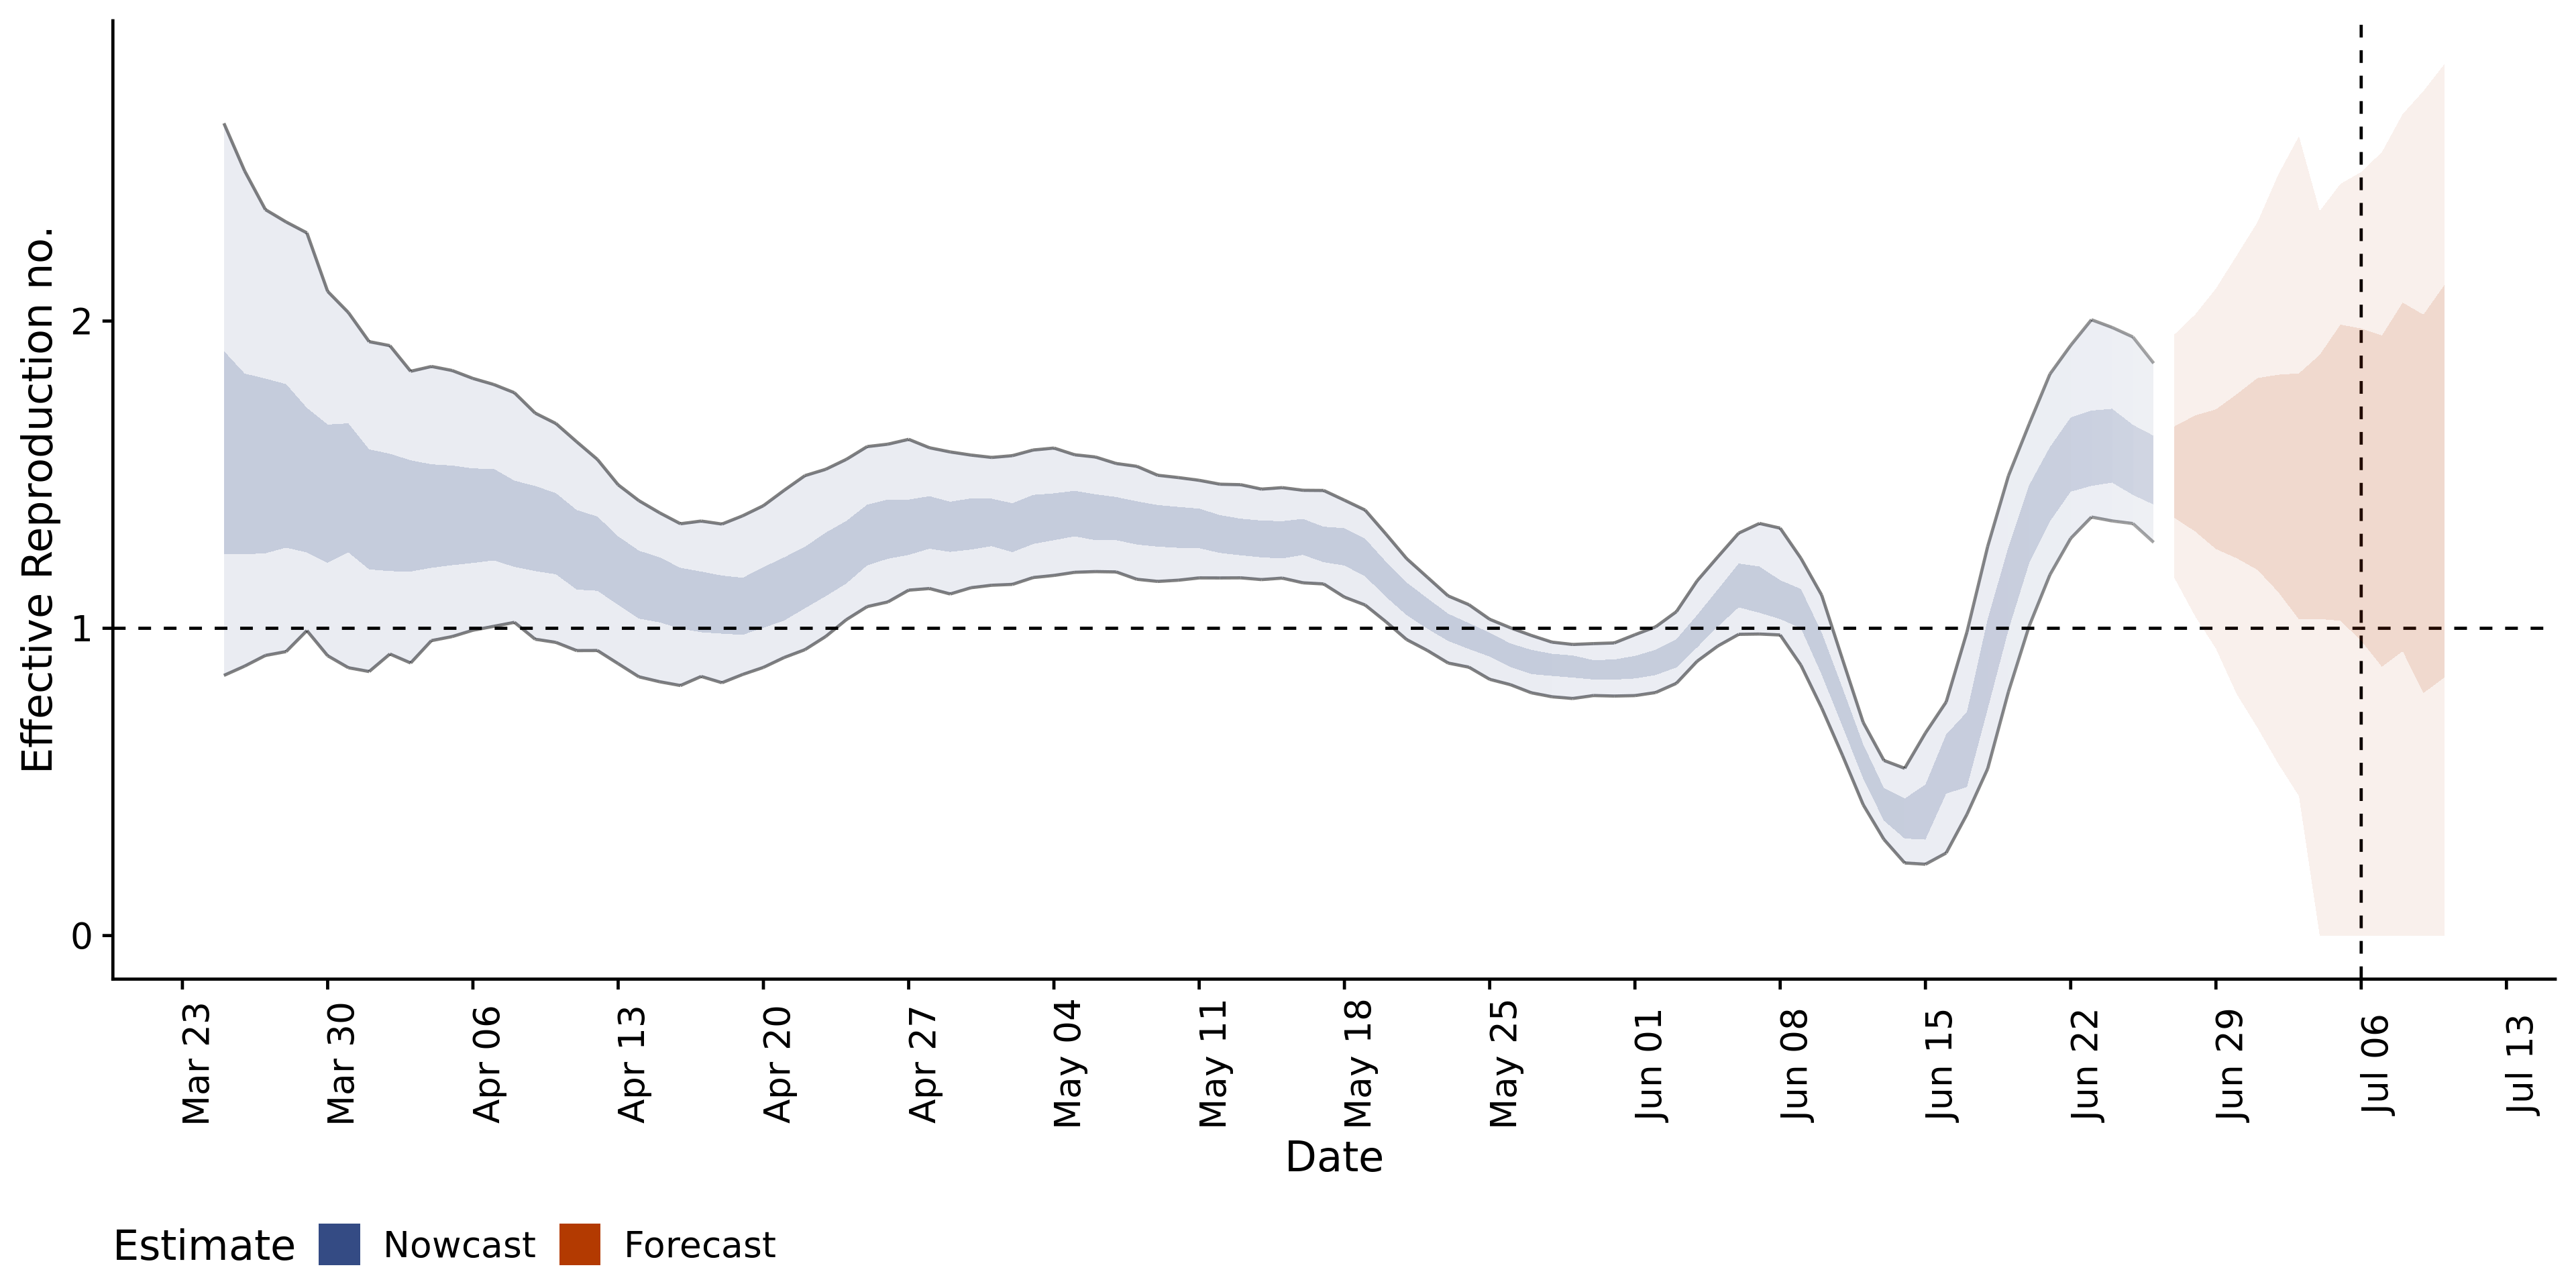 Effective Reproduction no.
2
1
0
Mar 23
Mar 30
Apr 06
Apr 13
Apr 20
Apr 27
May 04
May 11
May 18
May 25
Jun 01
Jun 08
Jun 15
Jun 22
Jun 29
Jul 06
Jul 13
Date
Estimate Nowcast Forecast